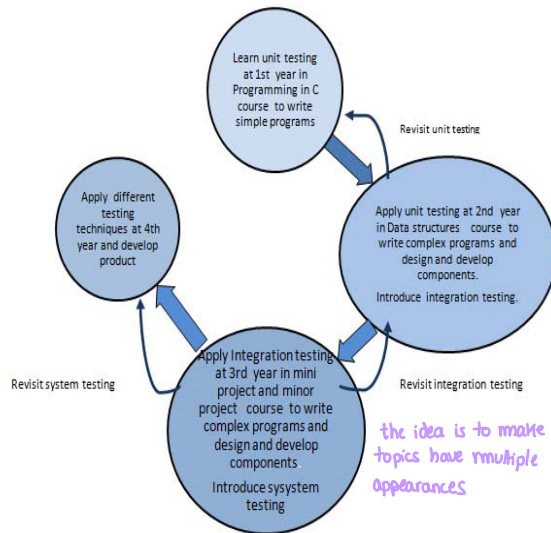 Learn unit testing
at 1st year in
Programming in C
course to write
simple programs
Revisit unit testing
Apply unit testing at 2nd year
in Data structures course to
write complex programs and
design and develop
components.
Introduce integration testing.
Apply different
testing
techniques at 4th
year and develop
product
Apply Integration testing
at 3rd year in mini
project and minor
project course to write
complex programs and
design and develop
components.
Introduce sysystem
testing
Revisit system testing
Revisit integration testing
the idea is to make
topics have multiple
appearances